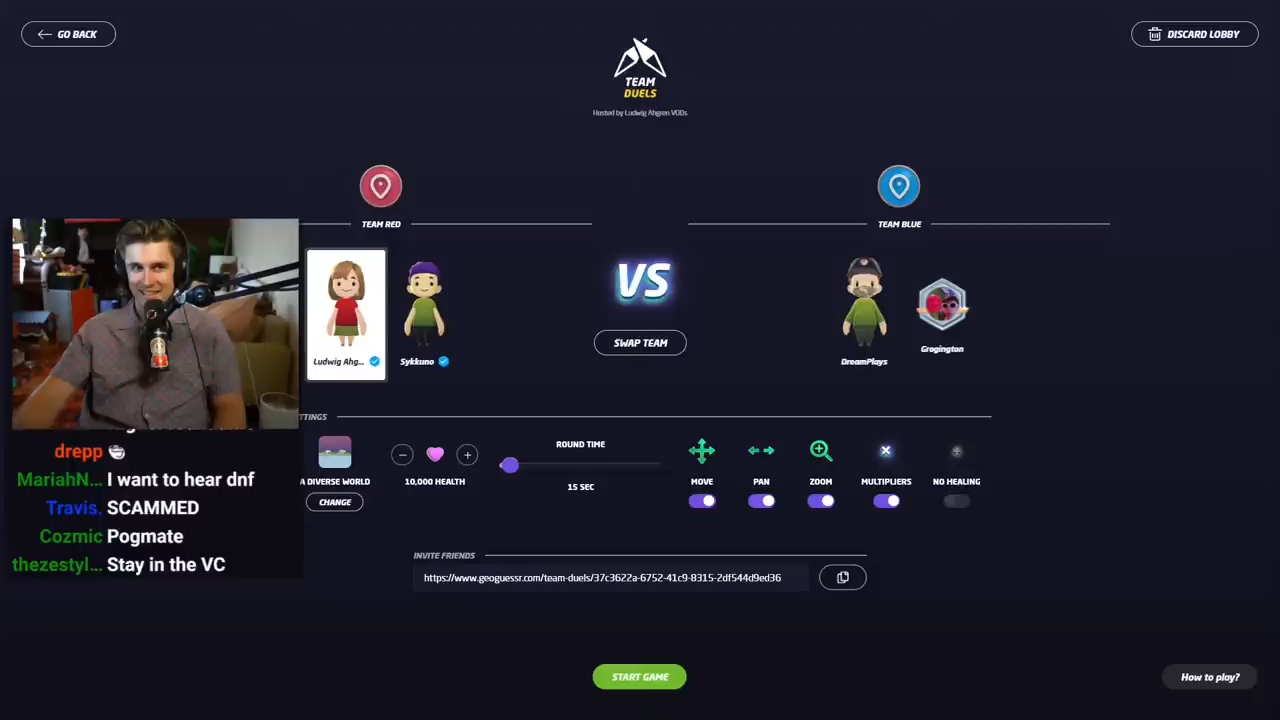 GO BACK
DISCARD LOBBY
TEAM
DUELS
Hosted by Ludwig Ahgren VODs
TEAM RED
TEAM BLUE
VS
SWAP TEAM
Ludwig Ahg...
Sykkuno
DreamPlays
Grogington
TTINGS
A DIVERSE WORLD
CHANGE
10,000 HEALTH
ROUND TIME
15 SEC
MOVE
PAN
ZOOM
MULTIPLIERS
NO HEALING
drepp
MariahN... I want to hear dnf
Travis. SCAMMED
Cozmic Pogmate
thezestyl... Stay in the VC
INVITE FRIENDS
https://www.geoguessr.com/team-duels/37c3622a-6752-41c9-8315-2df544d9ed36
START GAME
How to play?